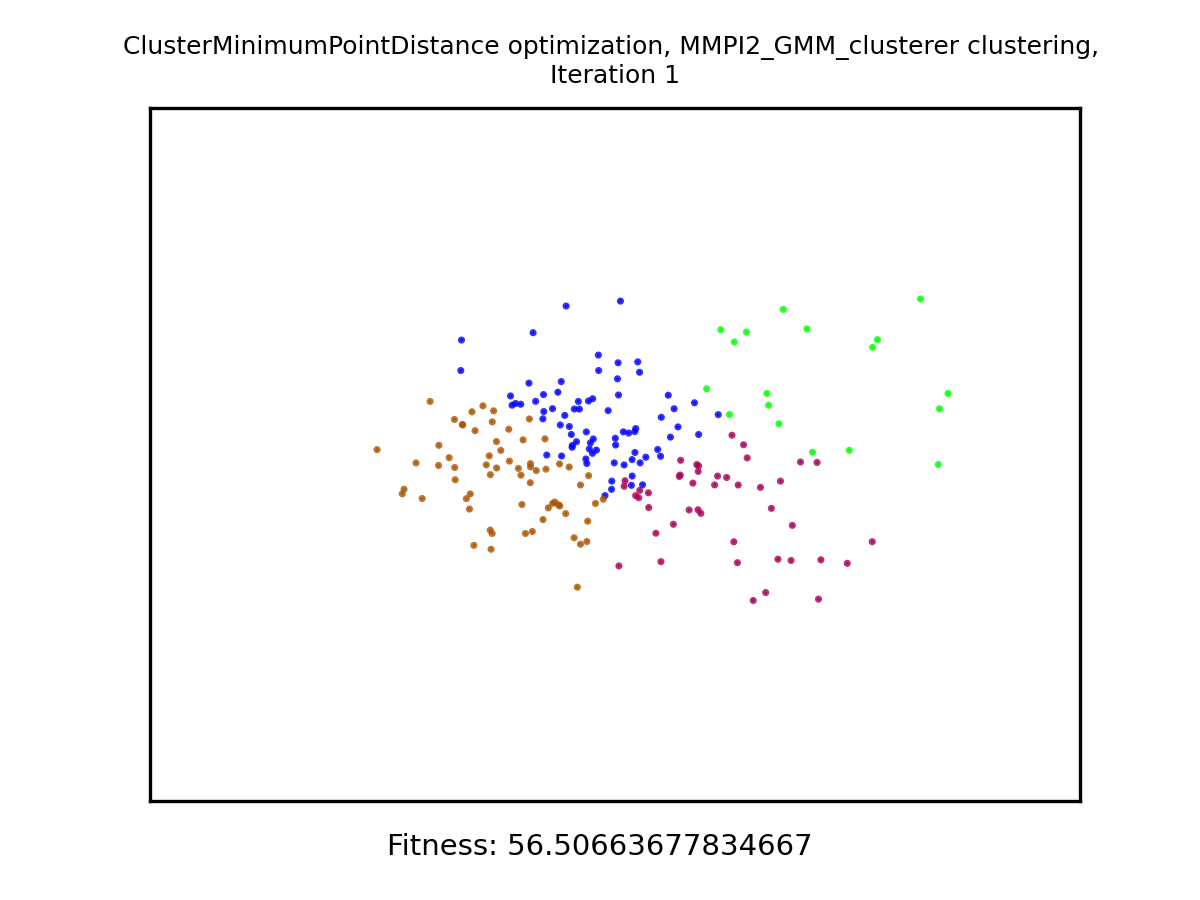 ClusterMinimumPointDistance optimization, MMPI2_GMM_clusterer clustering,
Iteration 1
Fitness: 56.50663677834667